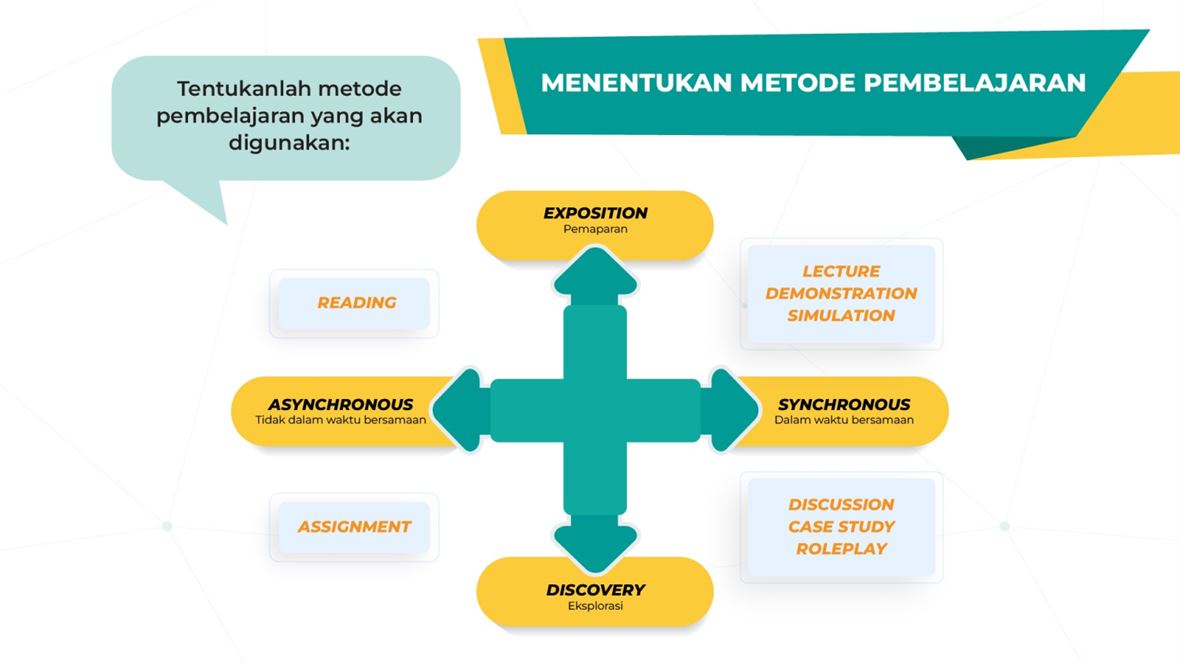 Tentukanlah metode
pembelajaran yang akan
digunakan:
MENENTUKAN METODE PEMBELAJARAN
EXPOSITION
Pemaparan
READING
LECTURE
DEMONSTRATION
SIMULATION
ASYNCHRONOUS
Tidak dalam waktu bersamaan
SYNCHRONOUS
Dalam waktu bersamaan
ASSIGNMENT
DISCUSSION
CASE STUDY
ROLEPLAY
DISCOVERY
Eksplorasi